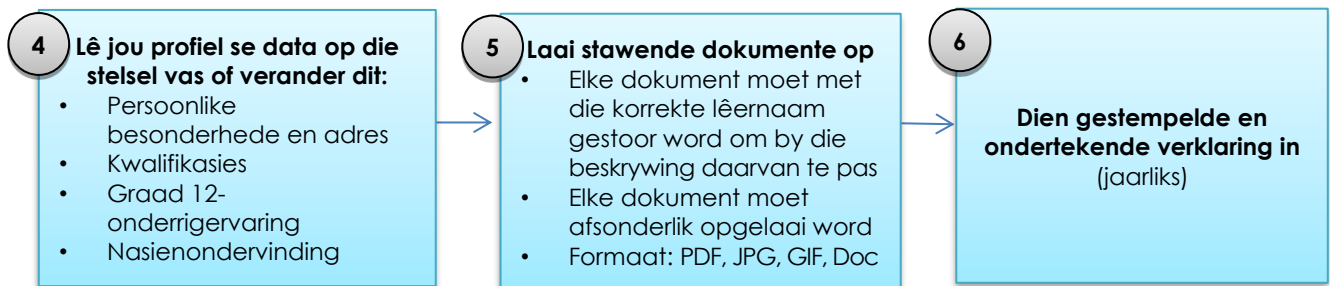 4
Lê jou profiel se data op die
stelsel vas of verander dit:
• Persoonlike
besonderhede en adres
• Kwalifikasies
• Graad 12-
onderrigervaring
• Nasienondervinding
5
Laai stawende dokumente op
• Elke dokument moet met
die korrekte lêernaam
gestoor word om by die
beskrywing daarvan te pas
• Elke dokument moet
afsonderlik opgelaai word
• Formaat: PDF, JPG, GIF, Doc
6
Dien gestempelde en
ondertekende verklaring in
(jaarliks)